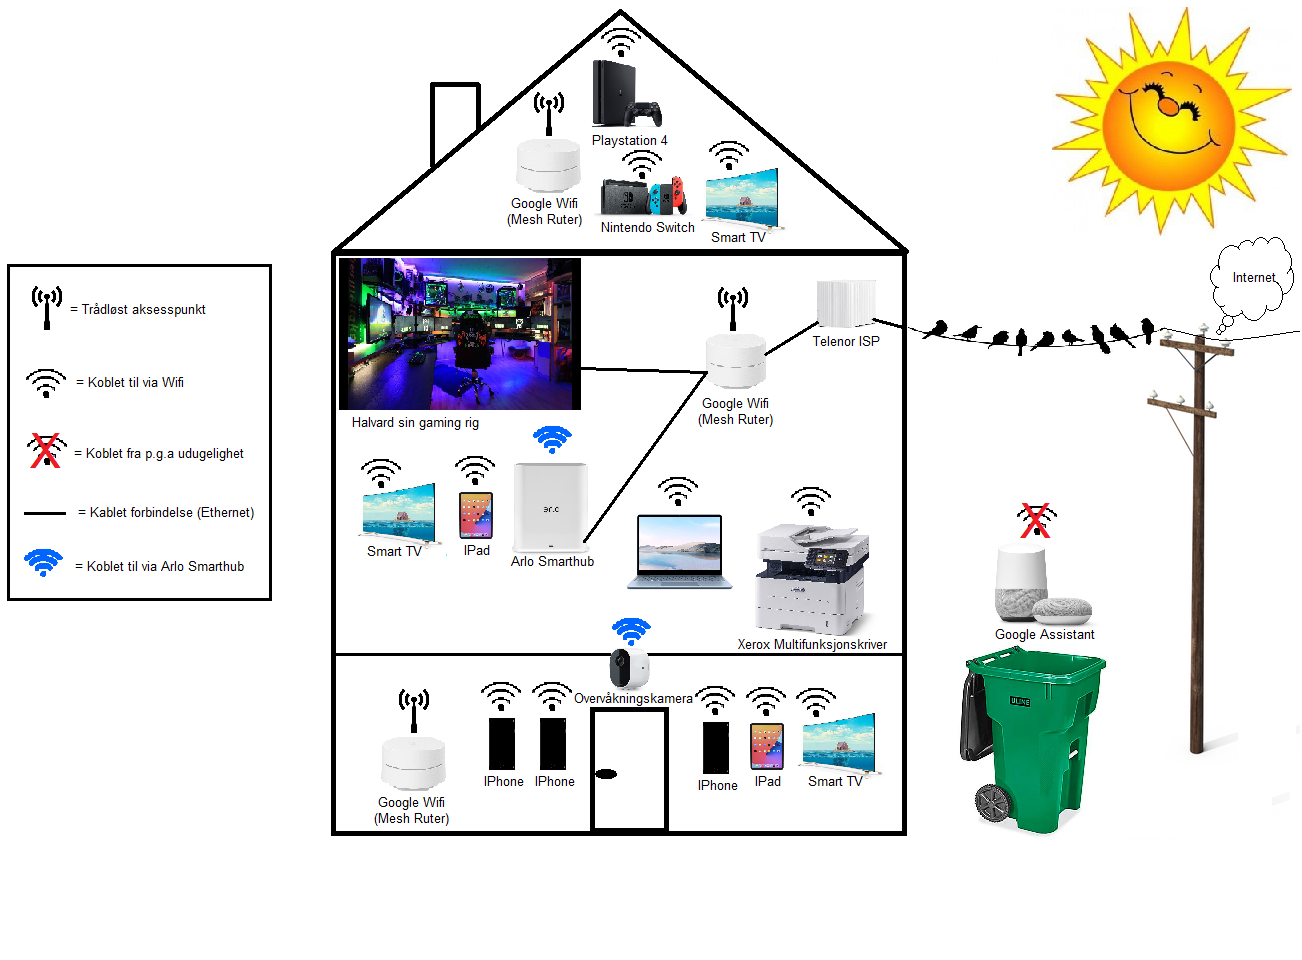 Playstation 4
Google Wifi
(Mesh Ruter)
Nintendo Switch
Smart TV
Internet
= Trådløst aksesspunkt
= Koblet til via Wifi
= Koblet fra p.g.a udugelighet
= Kablet forbindelse (Ethernet)
= Koblet til via Arlo Smarthub
Telenor ISP
Google Wifi
(Mesh Ruter)
Halvard sin gaming rig
Smart TV
IPad
Arlo Smarthub
Xerox Multifunksjonskriver
Google Assistant
Overvåkningskamera
Google Wifi
(Mesh Ruter)
IPhone
IPhone
IPhone
IPad
Smart TV
ULINE